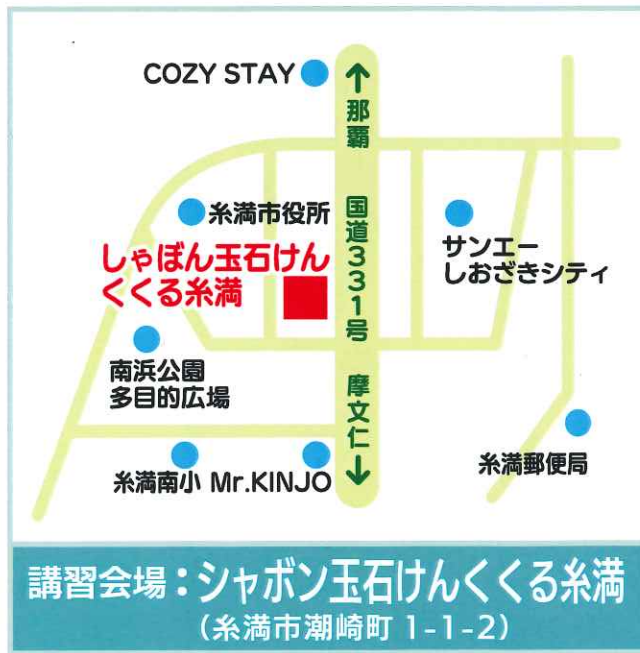 COZY STAY
↑那覇
国道331号
摩文仁↓
糸満市役所
サンエー
しおざきシティ
しゃぼん玉石けん
くくる糸満
南浜公園
多目的広場
糸満南小
Mr.KINJO
糸満郵便局
講習会場：シャボン玉石けんくくる糸満
（糸満市潮崎町 1-1-2）